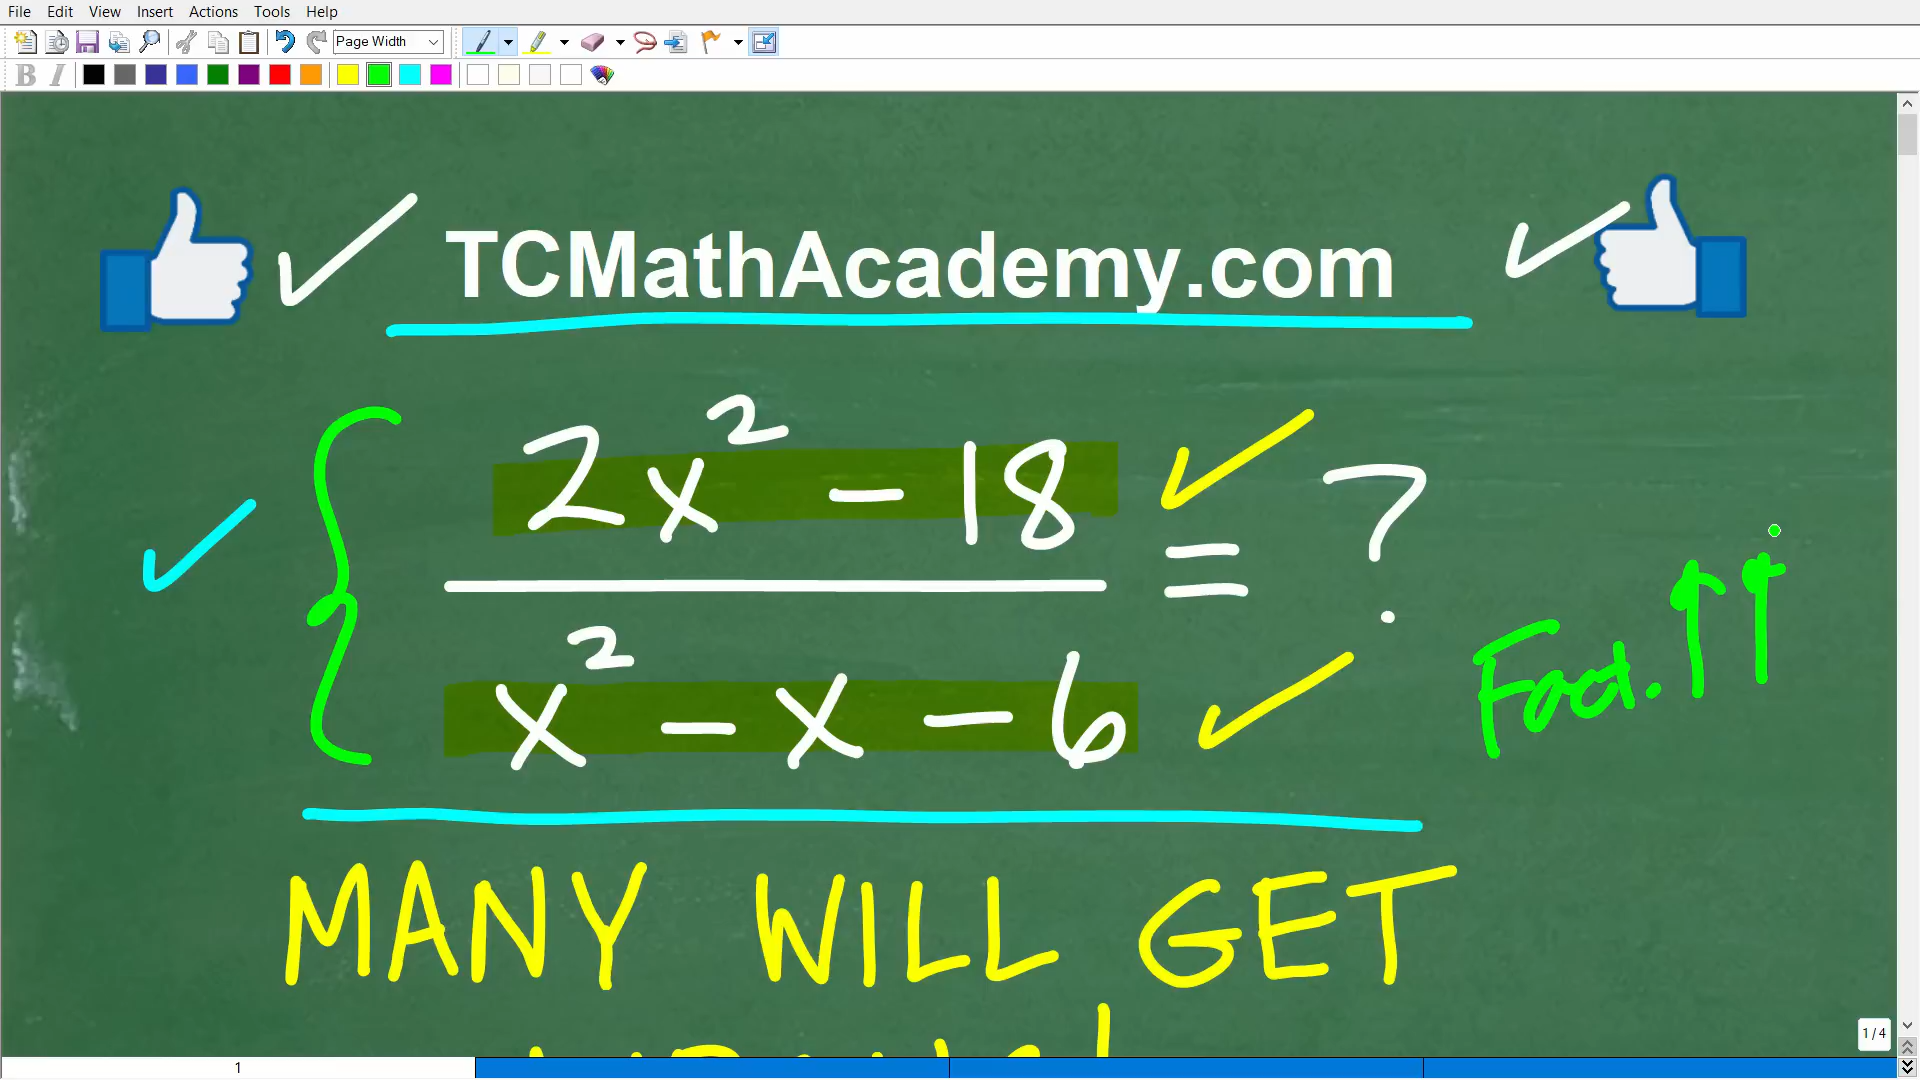 File Edit View Insert Actions Tools Help
Page Width
B I
TCMathAcademy.com
2x² - 18
= ?
x² - x - 6
Fact.
MANY WILL GET
1 / 4
1